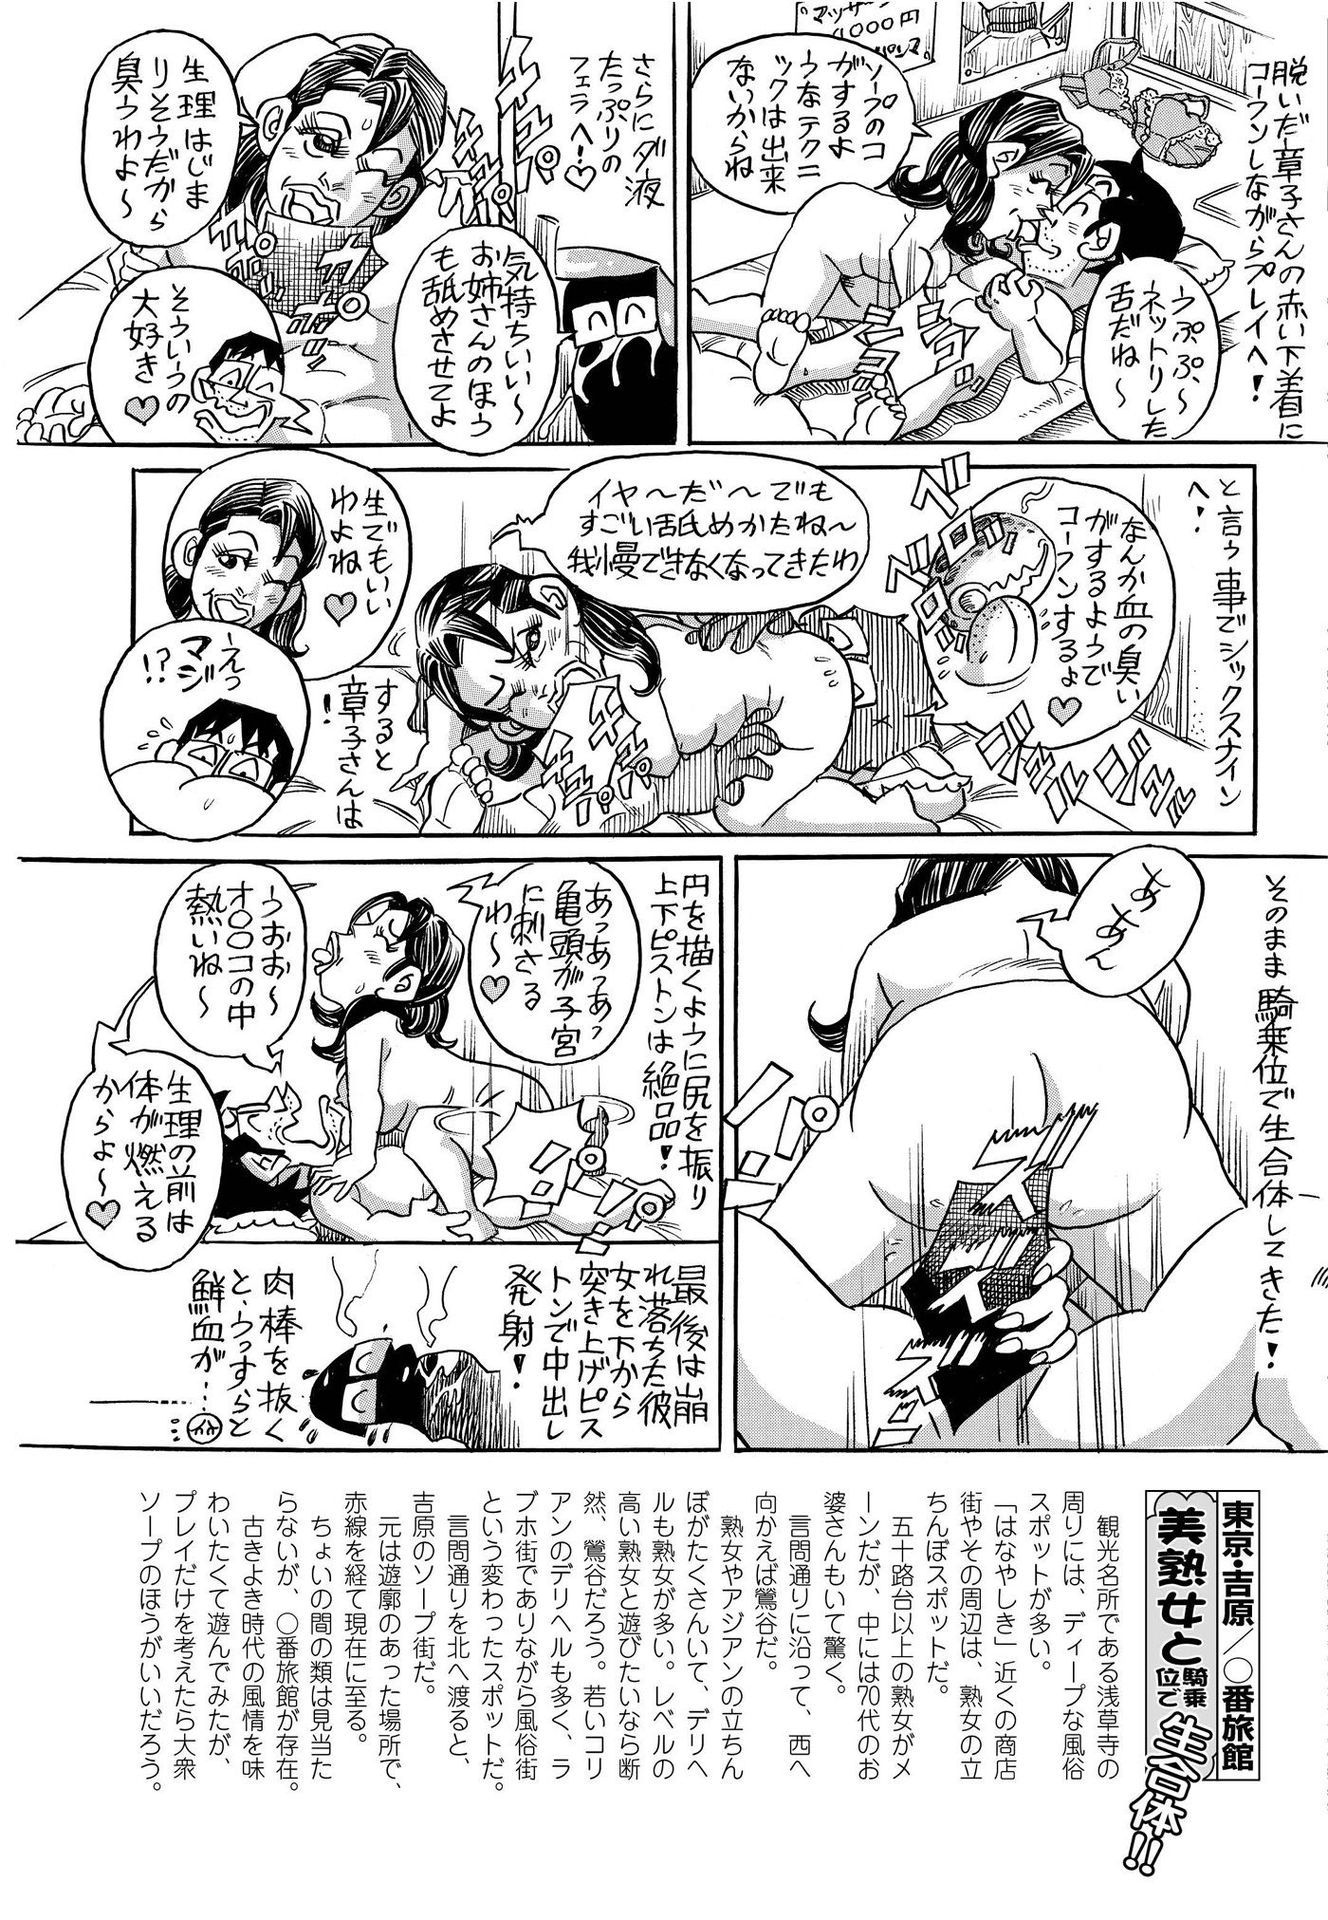 脱いだ章子さんの赤い下着に
コーフンしながらプレイへ！
ソープのコ
がするよ
うなテクニ
ックは出来
ないからね
うぷぷ、〜
ネットリした
舌だね〜
さらにダ液
たっぷりの
フェラへ！♡
生理はじま
りそうだから
臭うわよ〜
気持ちいい〜
お姉さんのほう
も舐めさせてよ
そういうの
大好き♥
と言う事でシックスナイン
へ！
なんか血の臭い
がするようで
コーフンするよ♥
イヤ〜だ〜でも
すごい舐めかたね〜
我慢できなくなってきたわ
すると
章子さんは
！
生でもいい
わよね♥
えっ
マジ
!?
そのまま騎乗位で生合体してきた！
ああん
円を描くように尻を振り
上下ピストンは絶品！
あっあっあっ
亀頭が子宮
に刺さる
わ〜♥
うおお〜
オ〇〇コの中
熱いね〜
生理の前は
体が燃える
からよ〜♥
最後は崩
れ落ちた彼
女を下から
突き上げピス
トンで中出し
発射！
肉棒を抜く
と、うっすらと
鮮血が…
東京・吉原／〇番旅館
美熟女と騎乗位で生合体!!
観光名所である浅草寺の
周りには、ディープな風俗
スポットが多い。
「はなやしき」近くの商店
街やその周辺は、熟女の立
ちんぼスポットだ。
五十路台以上の熟女がメ
ーンだが、中には70代のお
婆さんもいて驚く。
言問通りに沿って、西へ
向かえば鶯谷だ。
熟女やアジアンの立ちん
ぼがたくさんいて、デリヘ
ルも熟女が多い。レベルの
高い熟女と遊びたいなら断
然、鶯谷だろう。若いコリ
アンのデリヘルも多く、ラ
ブホ街でありながら風俗街
という変わったスポットだ。
言問通りを北へ渡ると、
吉原のソープ街だ。
元は遊廓のあった場所で、
赤線を経て現在に至る。
ちょいの間の類は見当た
らないが、〇番旅館が存在。
古きよき時代の風情を味
わいたくて遊んでみたが、
プレイだけを考えたら大衆
ソープのほうがいいだろう。